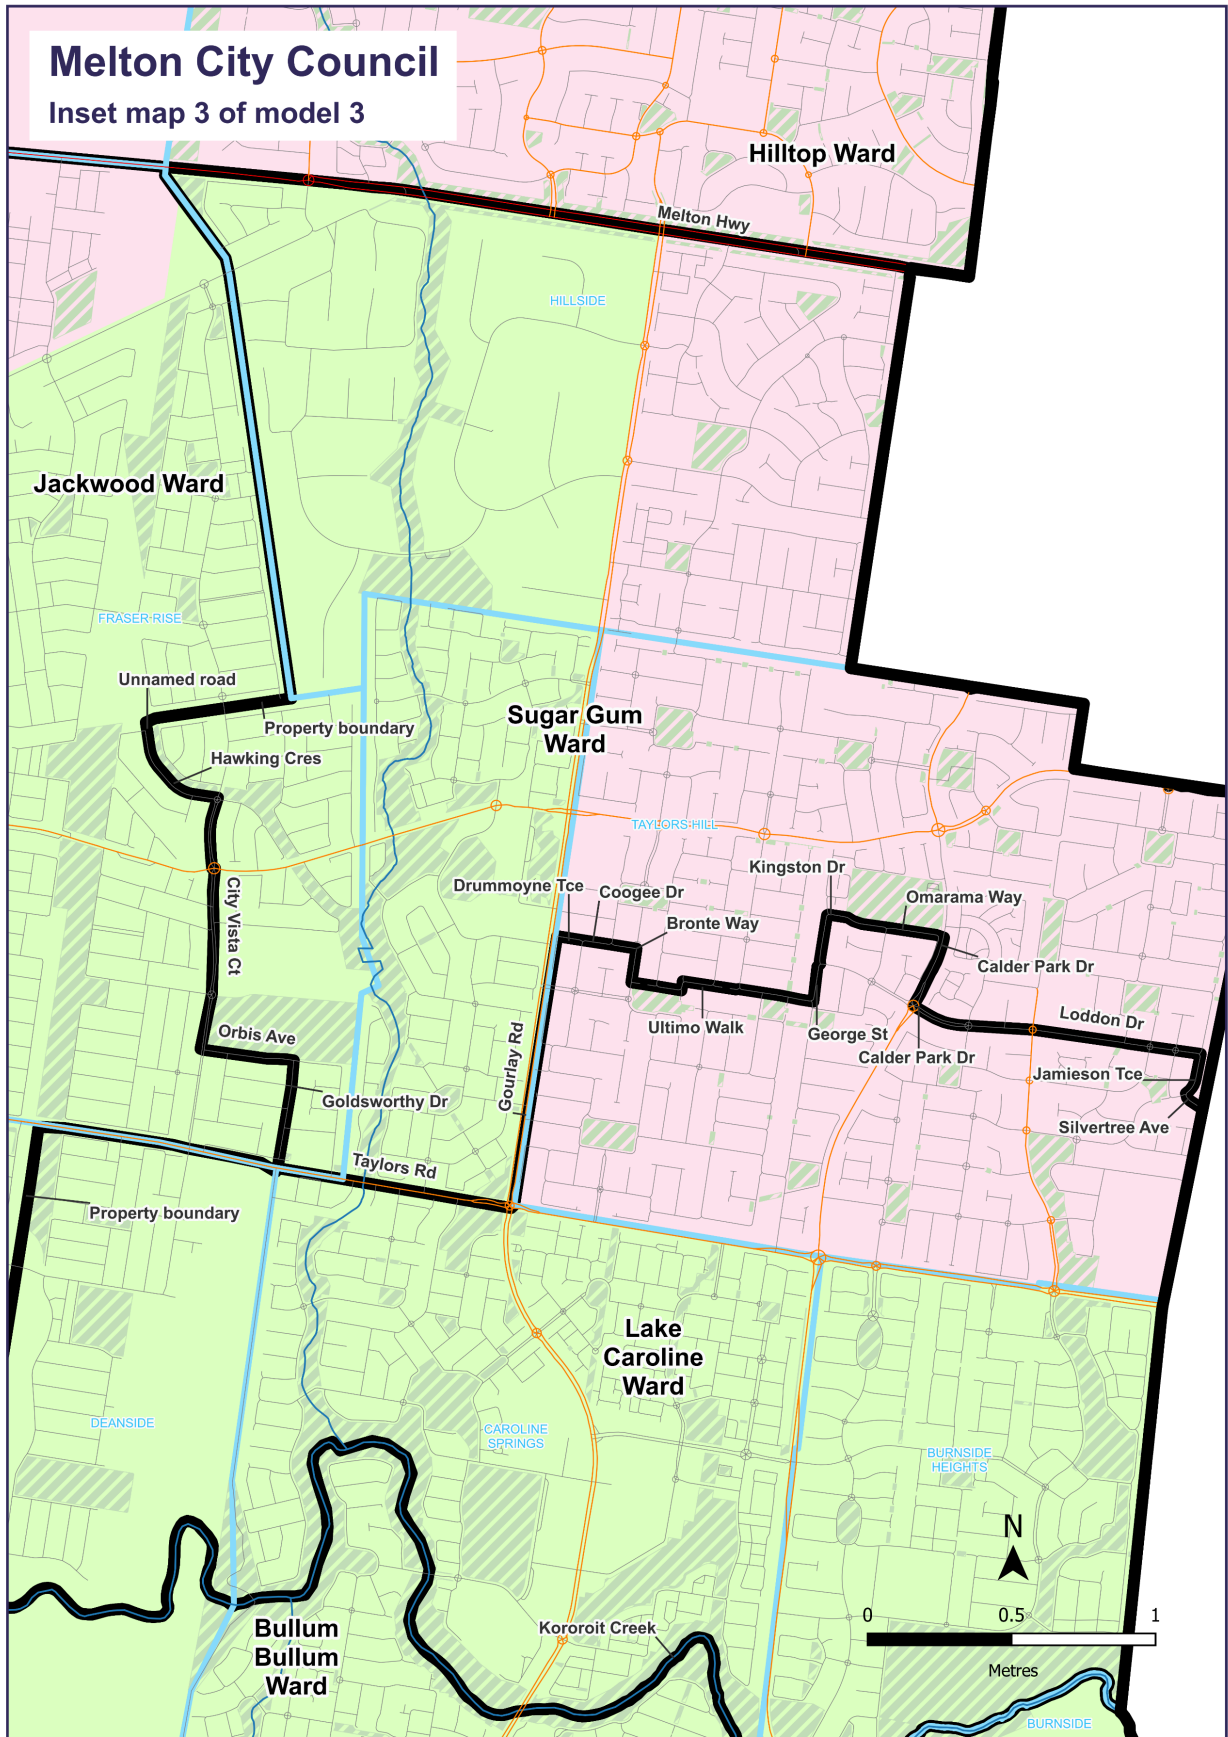 Melton City Council
Inset map 3 of model 3
Hilltop Ward
Melton Hwy
HILLSIDE
Jackwood Ward
FRASER RISE
Unnamed road
Property boundary
Hawking Cres
Sugar Gum
Ward
TAYLORS HILL
Kingston Dr
Drummoyne Tce
Coogee Dr
Omarama Way
City Vista Ct
Bronte Way
Calder Park Dr
Ultimo Walk
George St
Loddon Dr
Orbis Ave
Calder Park Dr
Gourlay Rd
Jamieson Tce
Goldsworthy Dr
Silvertree Ave
Taylors Rd
Property boundary
Lake
Caroline
Ward
DEANSIDE
CAROLINE
SPRINGS
BURNSIDE
HEIGHTS
N
0 0.5 1
Metres
Bullum
Bullum
Ward
Kororoit Creek
BURNSIDE